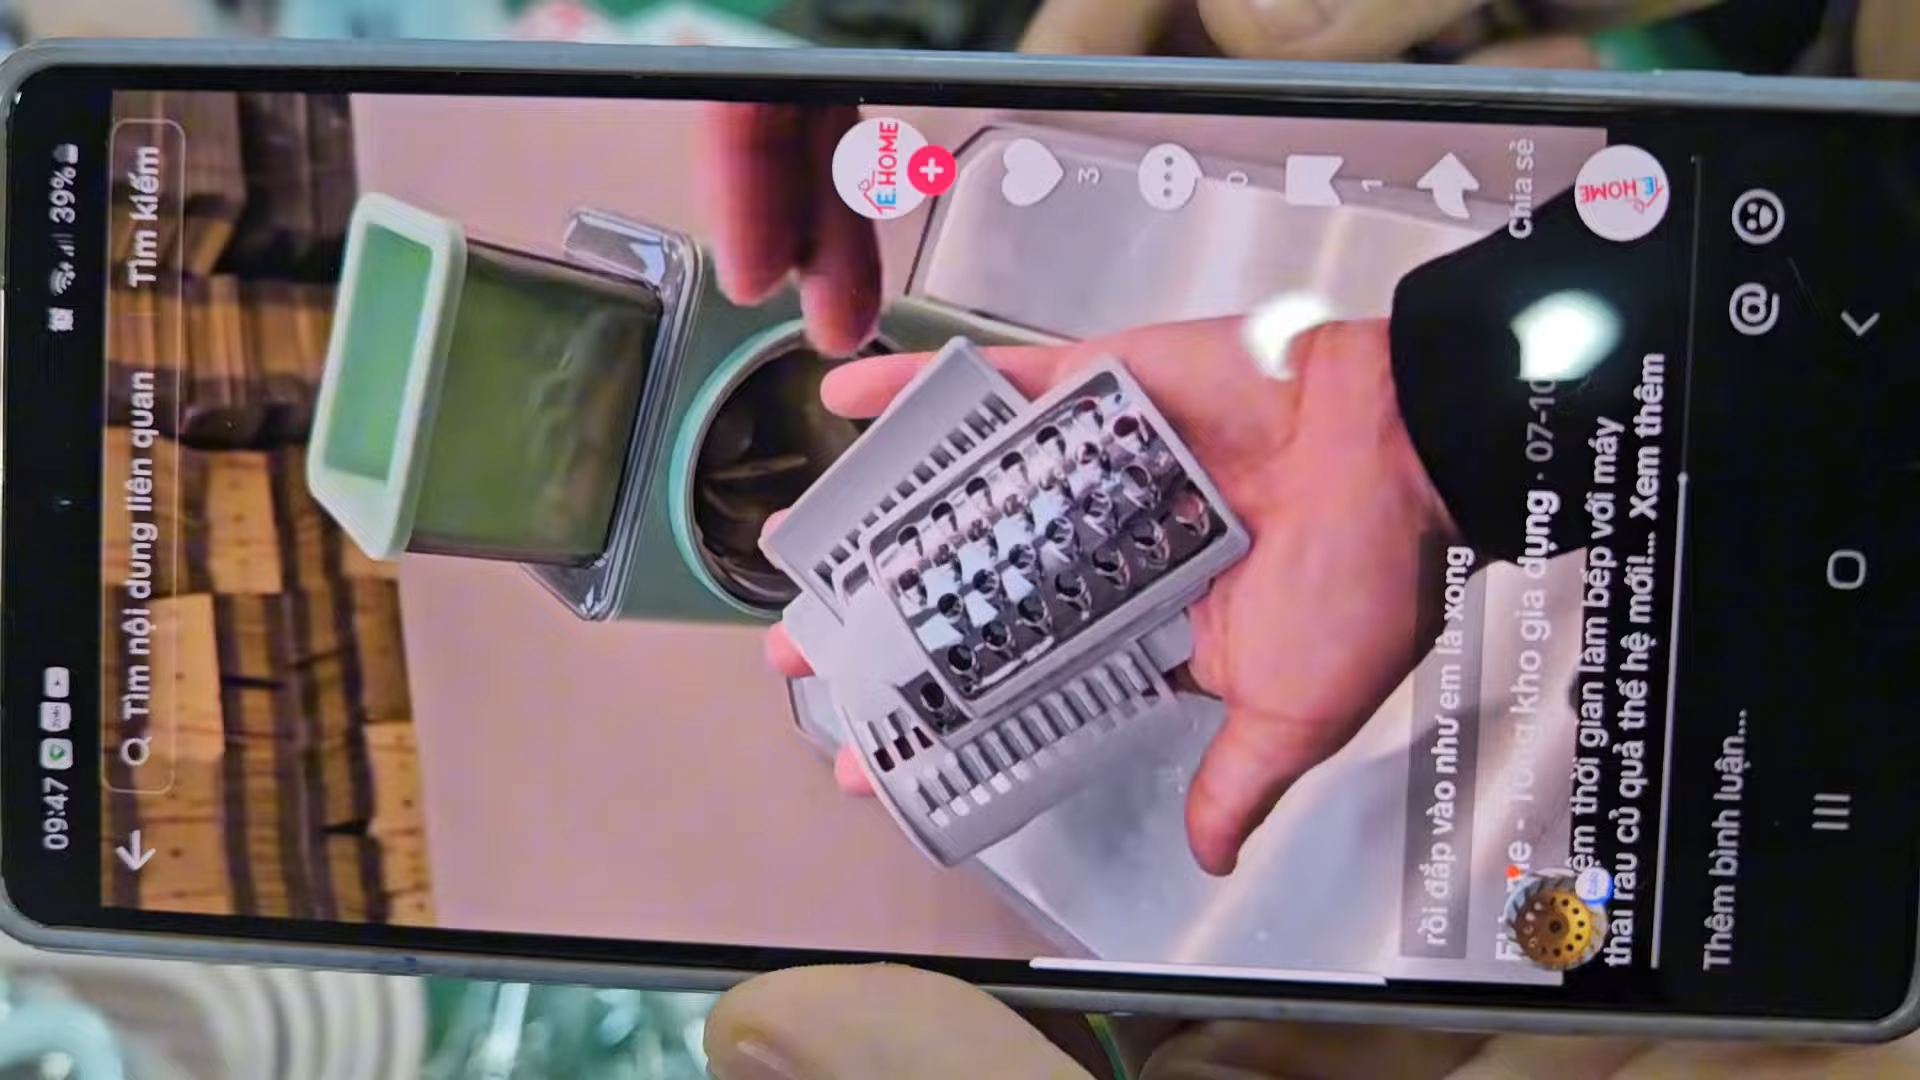 09:47
39%
Tìm nội dung liên quan
Tìm kiếm
E.HOME
3
0
1
Chia sẻ
E.HOME
rồi đắp vào như em là xong
Tổng kho gia dụng · 07-10
thời gian làm bếp với máy
thái rau củ quả thế hệ mới!... Xem thêm
Thêm bình luận...
@